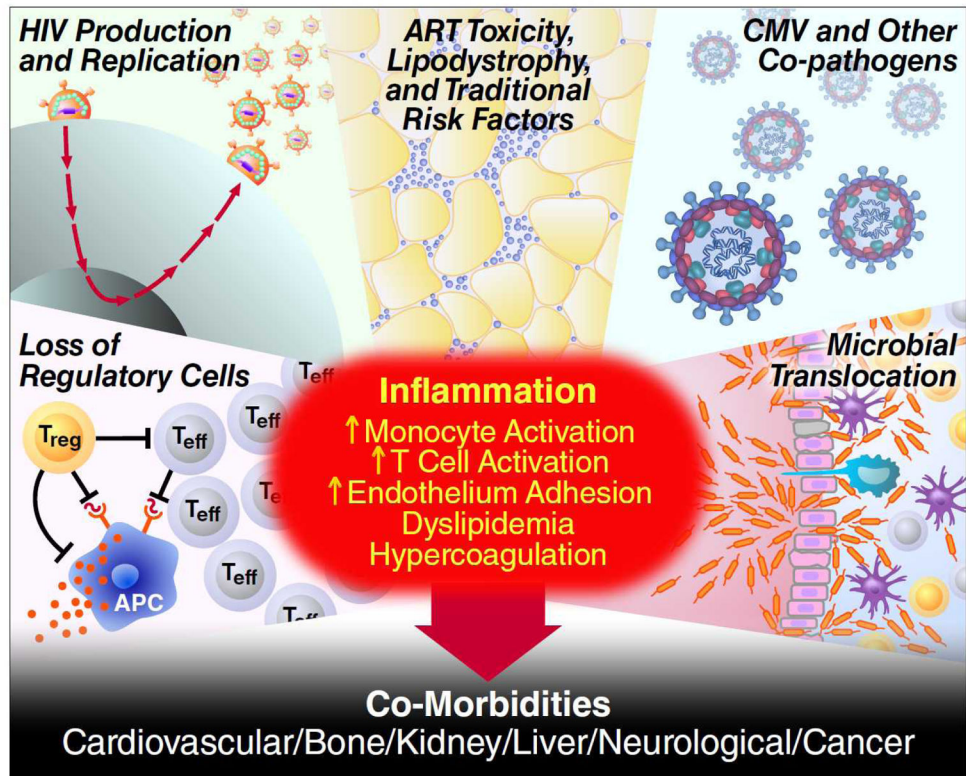 HIV Production
and Replication
ART Toxicity,
Lipodystrophy,
and Traditional
Risk Factors
CMV and Other
Co-pathogens
Loss of
Regulatory Cells
Treg
Teff
Teff
Teff
Teff
Teff
Teff
Teff
APC
Inflammation
↑Monocyte Activation
↑T Cell Activation
↑Endothelium Adhesion
Dyslipidemia
Hypercoagulation
Microbial
Translocation
Co-Morbidities
Cardiovascular/Bone/Kidney/Liver/Neurological/Cancer